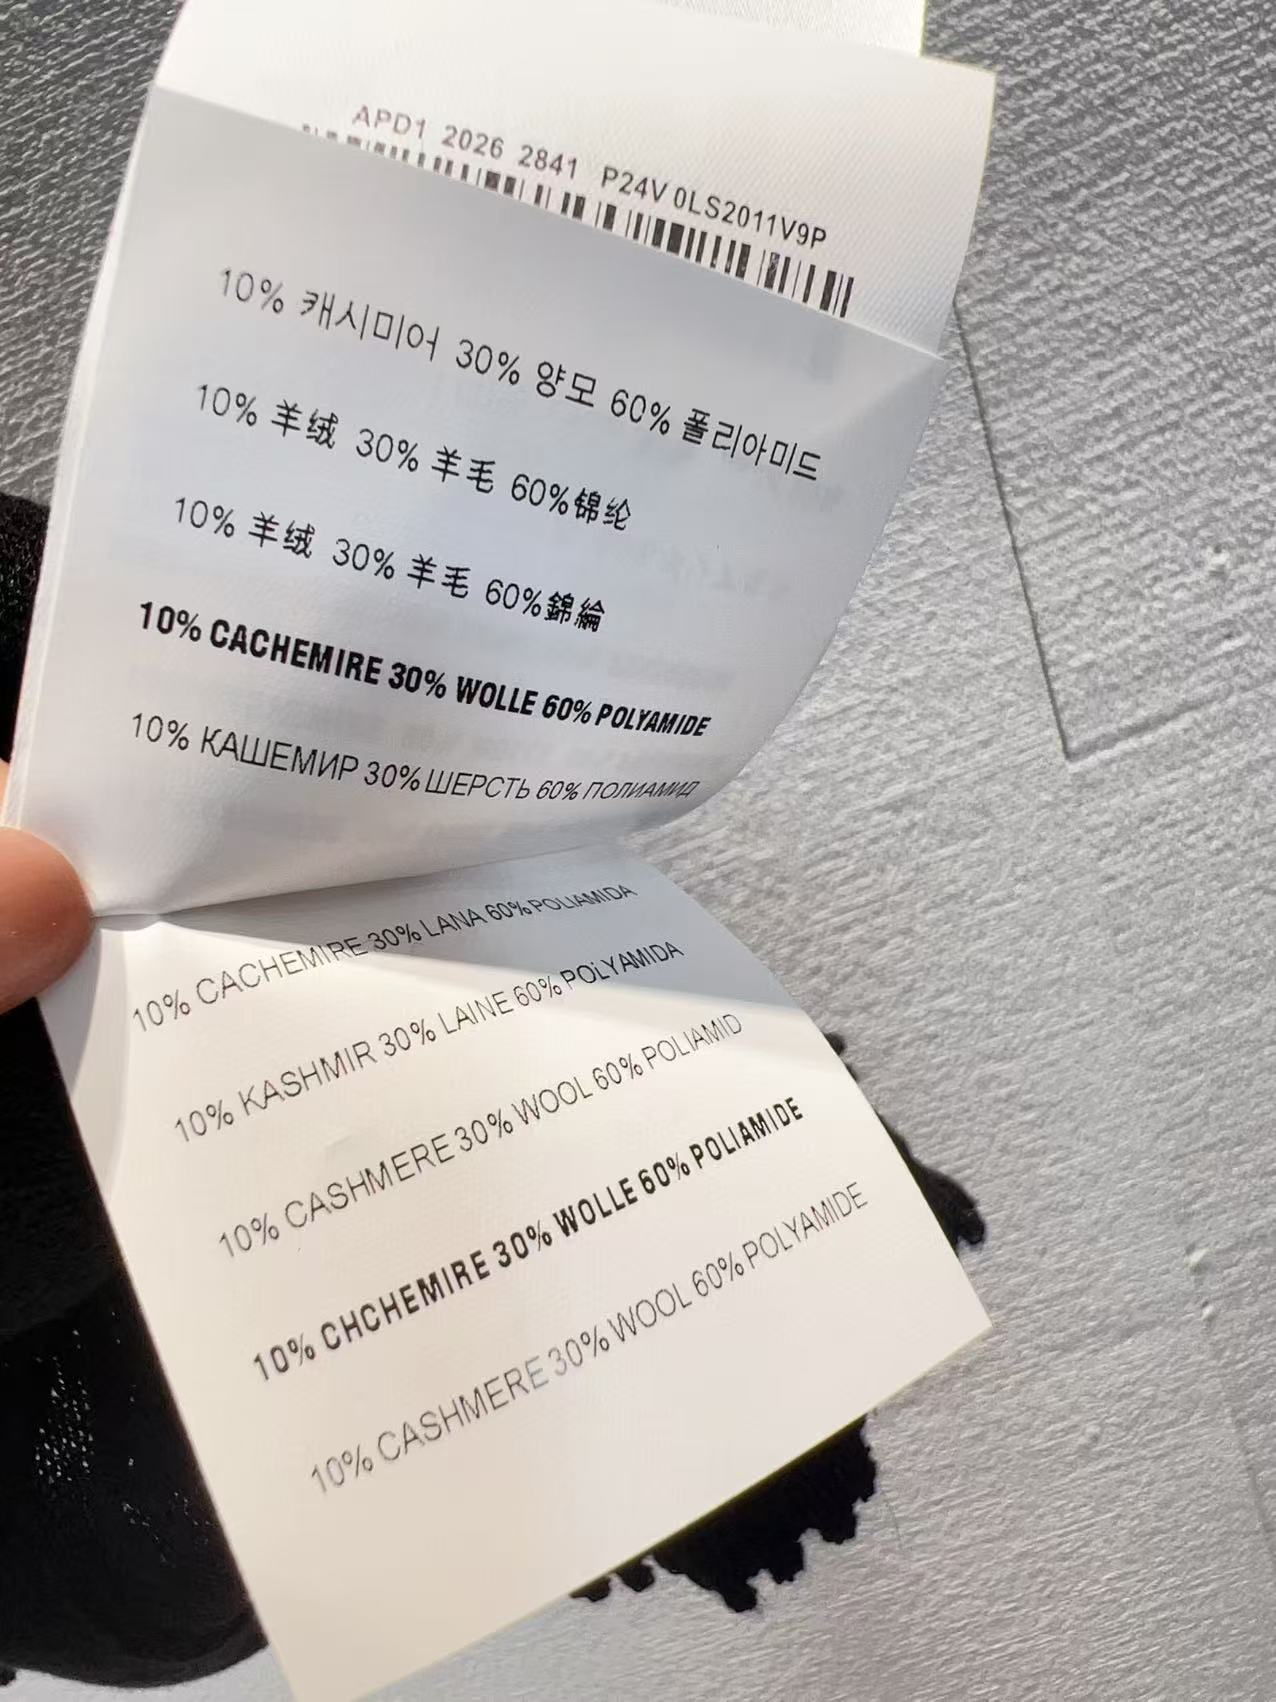 APD1 2026 2841 P24V 0LS2011V9P
10% 캐시미어 30% 양모 60% 폴리아미드
10% 羊绒 30% 羊毛 60%锦纶
10% 羊绒 30% 羊毛 60%錦綸
10% CACHEMIRE 30% WOLLE 60% POLYAMIDE
10% КАШЕМИР 30% ШЕРСТЬ 60% ПОЛИАМИД
10% CACHEMIRE 30% LANA 60% POLIAMIDA
10% KASHMIR 30% LAINE 60% POLYAMIDA
10% CASHMERE 30% WOOL 60% POLIAMID
10% CHCHEMIRE 30% WOLLE 60% POLIAMIDE
10% CASHMERE 30% WOOL 60% POLYAMIDE